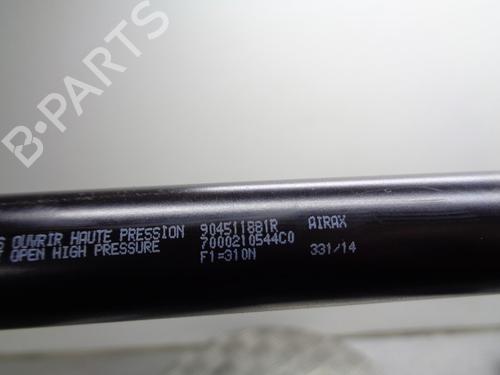 B-PARTS
S OUVRIR HAUTE PRESSION 904511881R AIRAX
OPEN HIGH PRESSURE 7000210544C0 331/14
F1=310N